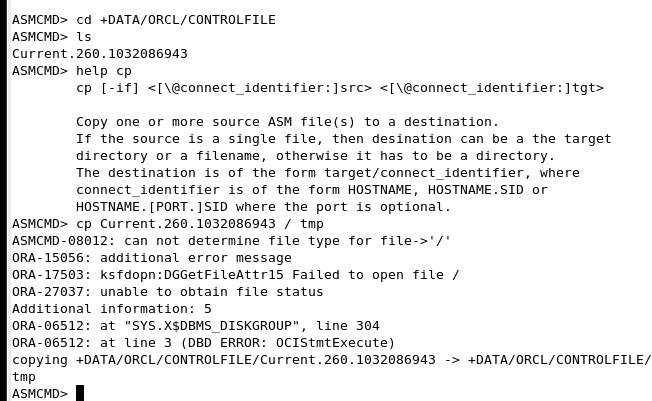 ASMCMD> cd +DATA/ORCL/CONTROLFILE
ASMCMD> ls
Current.260.1032086943
ASMCMD> help cp
        cp [-if] <[\@connect_identifier:]src> <[\@connect_identifier:]tgt>

        Copy one or more source ASM file(s) to a destination.
        If the source is a single file, then desination can be a the target
        directory or a filename, otherwise it has to be a directory.
        The destination is of the form target/connect_identifier, where
        connect_identifier is of the form HOSTNAME, HOSTNAME.SID or
        HOSTNAME.[PORT.]SID where the port is optional.
ASMCMD> cp Current.260.1032086943 / tmp
ASMCMD-08012: can not determine file type for file->'/'
ORA-15056: additional error message
ORA-17503: ksfdopn:DGGetFileAttr15 Failed to open file /
ORA-27037: unable to obtain file status
Additional information: 5
ORA-06512: at "SYS.X$DBMS_DISKGROUP", line 304
ORA-06512: at line 3 (DBD ERROR: OCIStmtExecute)
copying +DATA/ORCL/CONTROLFILE/Current.260.1032086943 -> +DATA/ORCL/CONTROLFILE/
tmp
ASMCMD>